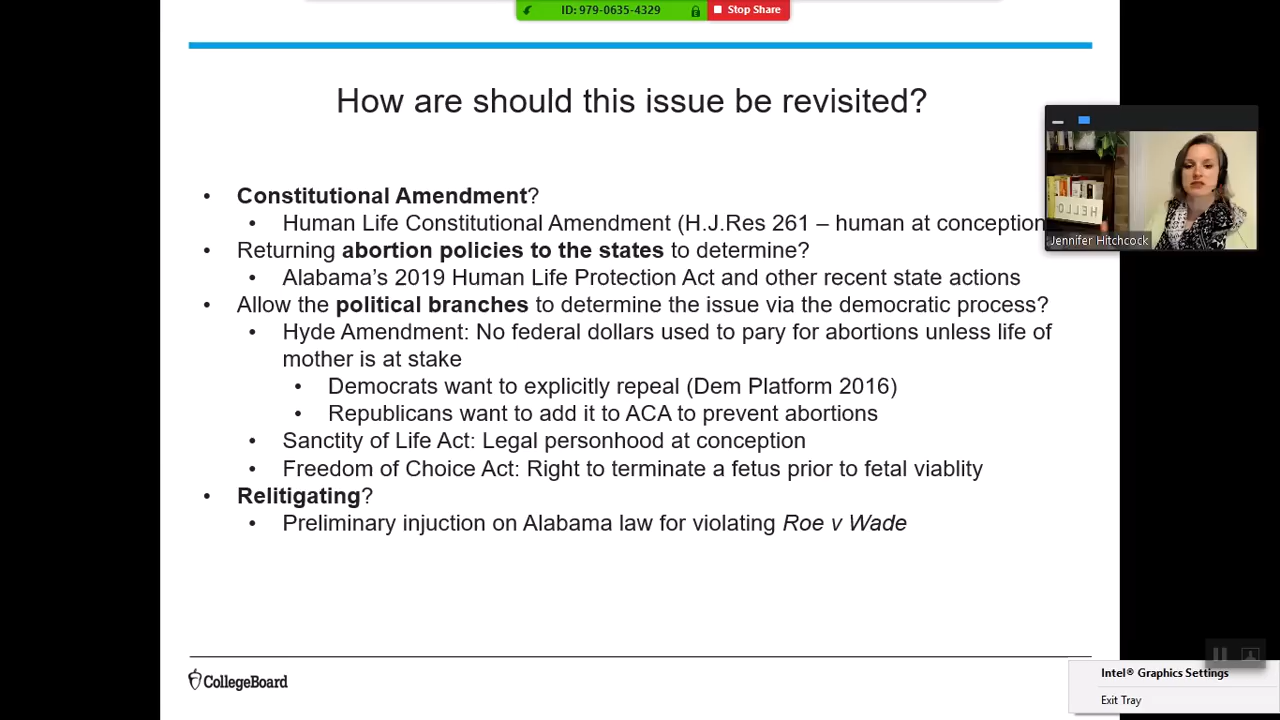 ID: 979-0635-4329 Stop Share
How are should this issue be revisited?
• Constitutional Amendment?
• Human Life Constitutional Amendment (H.J.Res 261 – human at conception
• Returning abortion policies to the states to determine?
• Alabama's 2019 Human Life Protection Act and other recent state actions
• Allow the political branches to determine the issue via the democratic process?
• Hyde Amendment: No federal dollars used to pary for abortions unless life of
mother is at stake
• Democrats want to explicitly repeal (Dem Platform 2016)
• Republicans want to add it to ACA to prevent abortions
• Sanctity of Life Act: Legal personhood at conception
• Freedom of Choice Act: Right to terminate a fetus prior to fetal viablity
• Relitigating?
• Preliminary injuction on Alabama law for violating Roe v Wade
HELLO
Jennifer Hitchcock
CollegeBoard
Intel® Graphics Settings
Exit Tray